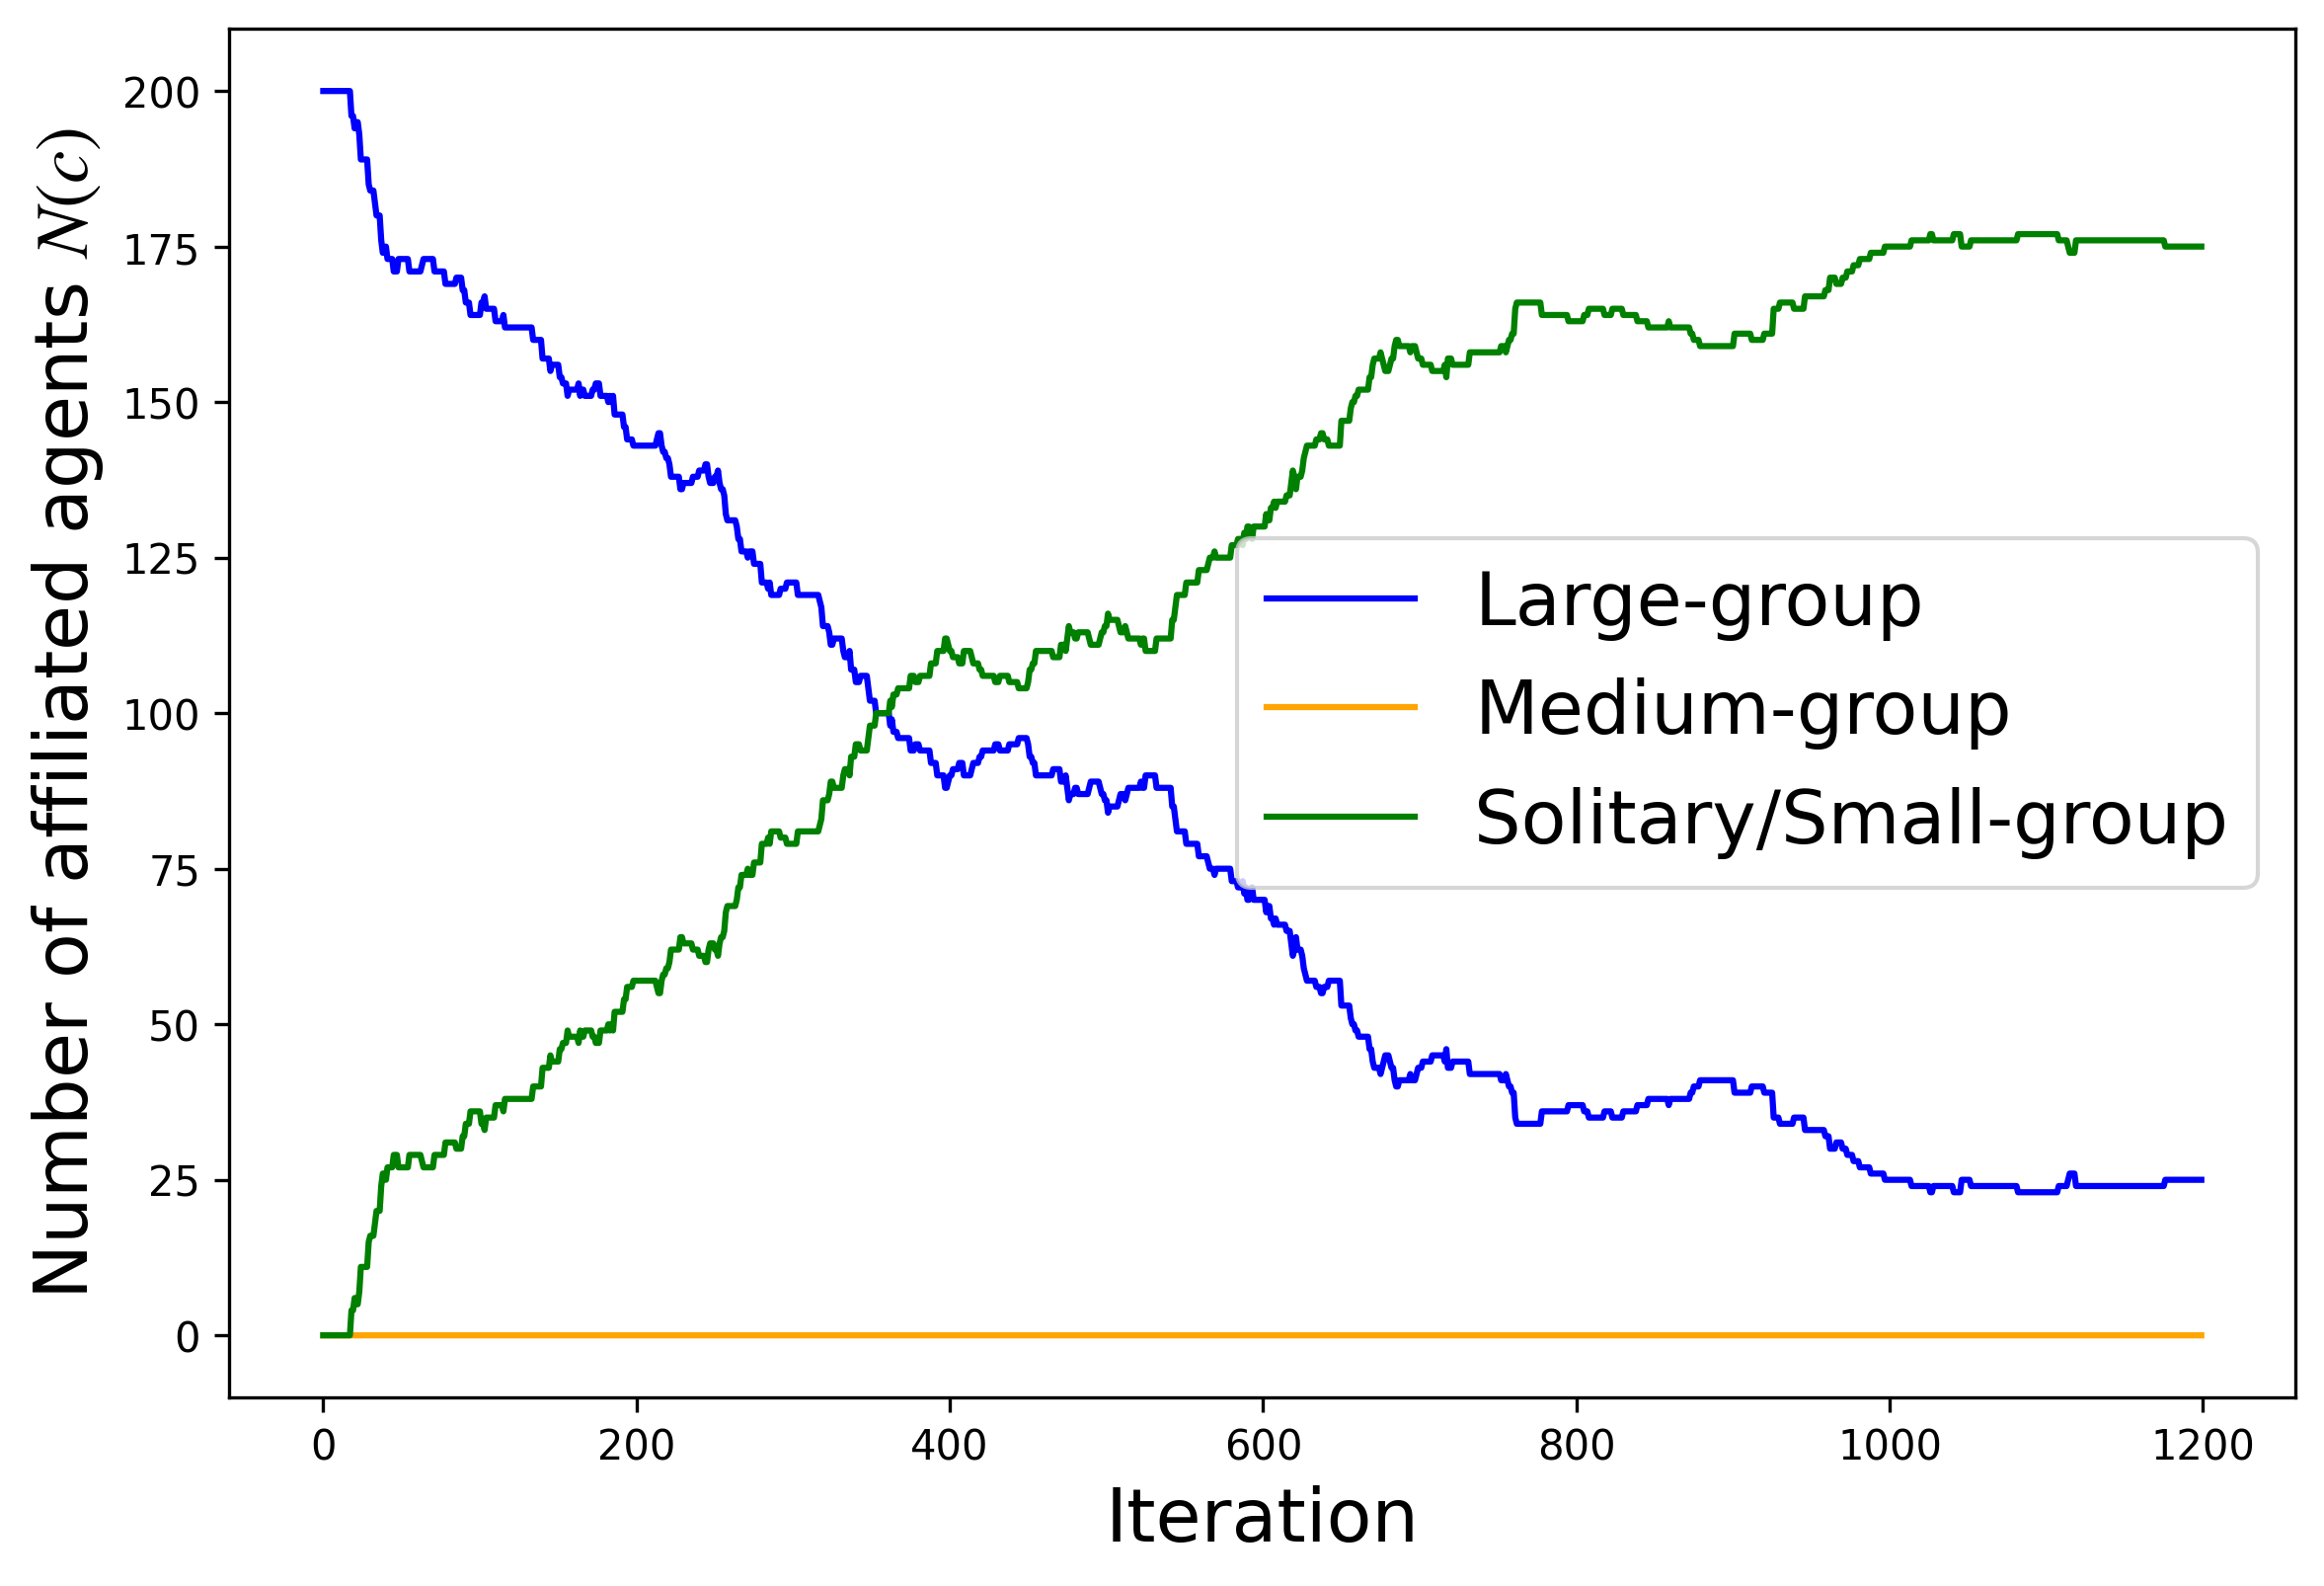 Number of affiliated agents N(c)
200
175
150
125
100
75
50
25
0
Large-group
Medium-group
Solitary/Small-group
0 200 400 600 800 1000 1200
Iteration